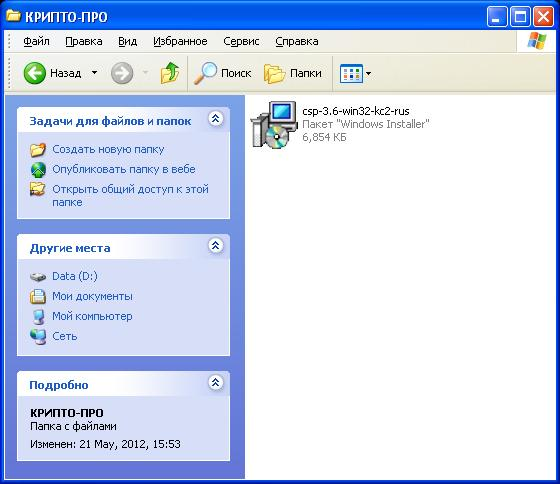 КРИПТО-ПРО
Файл Правка Вид Избранное Сервис Справка
Назад Поиск Папки
Задачи для файлов и папок
Создать новую папку
Опубликовать папку в вебе
Открыть общий доступ к этой
папке
Другие места
Data (D:)
Мои документы
Мой компьютер
Сеть
Подробно
КРИПТО-ПРО
Папка с файлами
Изменен: 21 May, 2012, 15:53
csp-3.6-win32-kc2-rus
Пакет "Windows Installer"
6,854 КБ